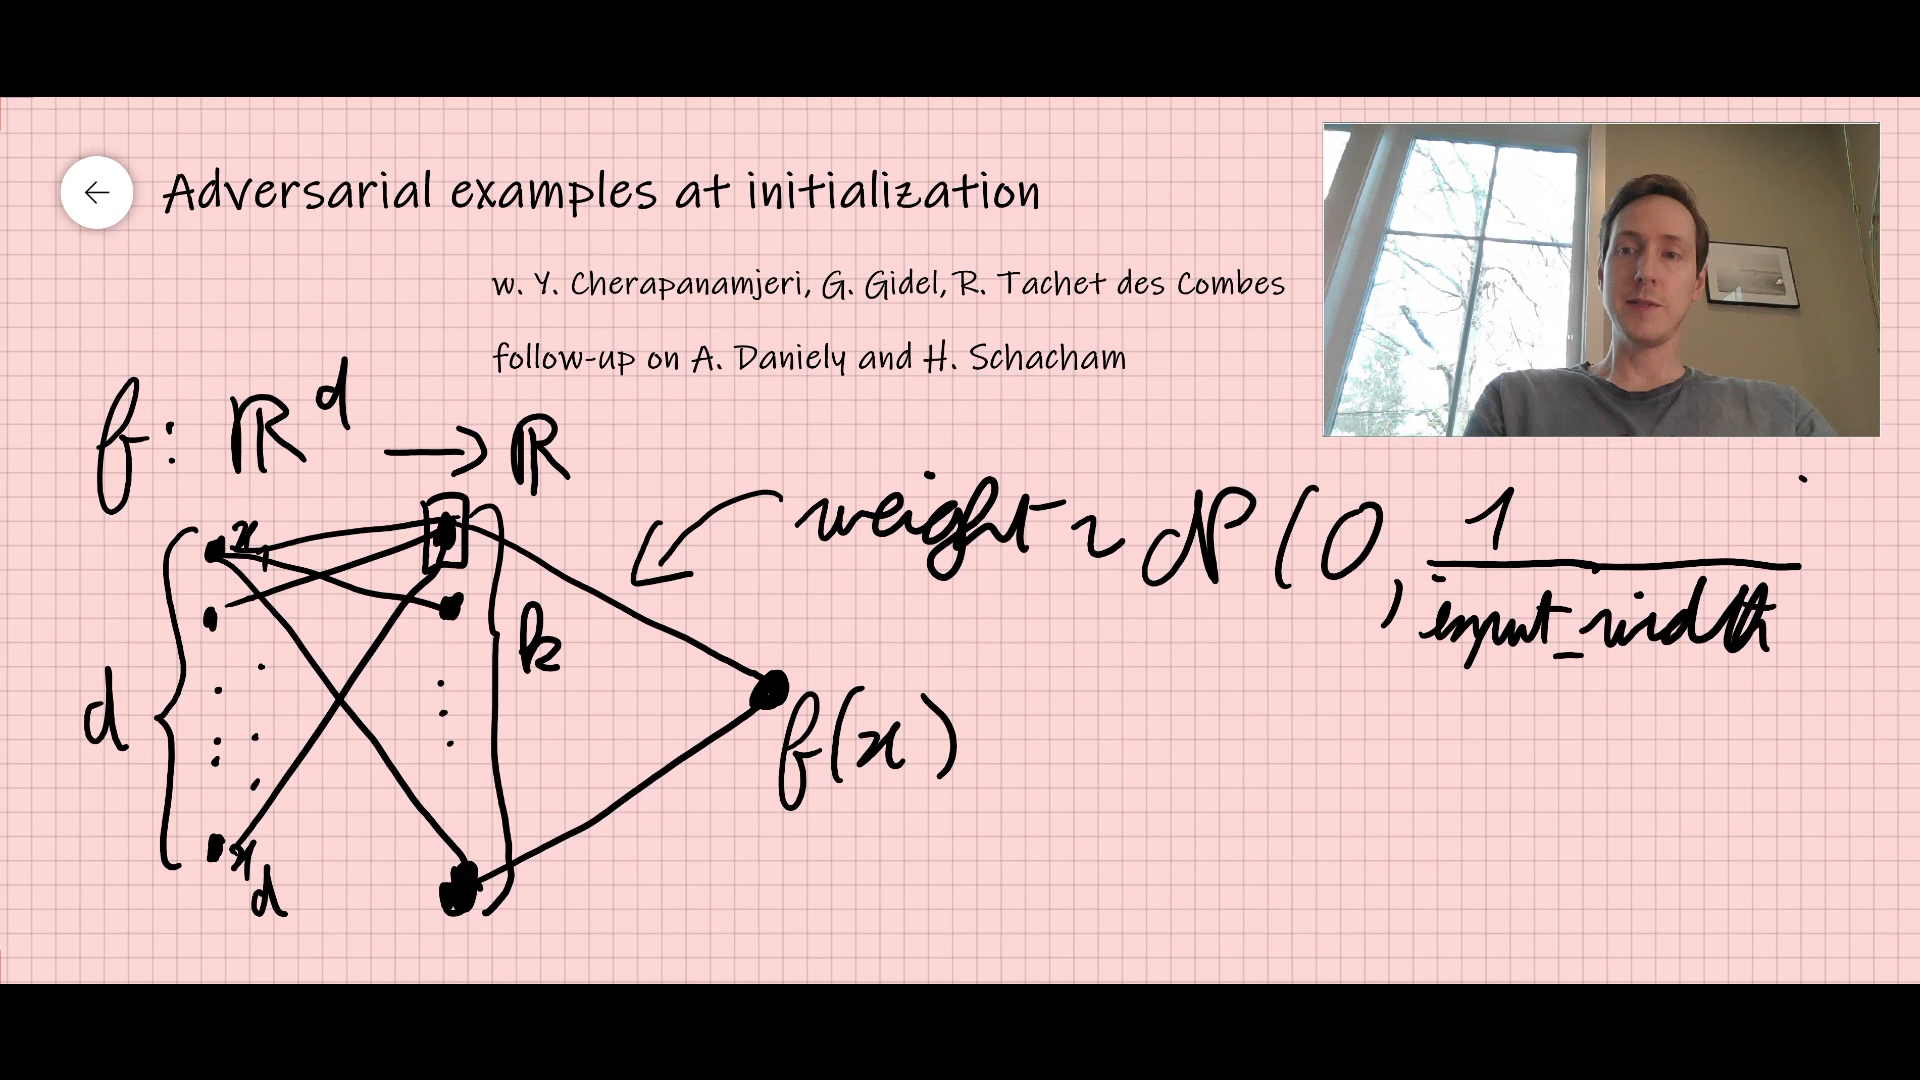 Adversarial examples at initialization
w. Y. Cherapanamjeri, G. Gidel, R. Tachet des Combes
follow-up on A. Daniely and H. Schacham
f: ℝ^d → ℝ
weight ~ N(0, 1/input_width
x_1
k
d
f(x)
x_d